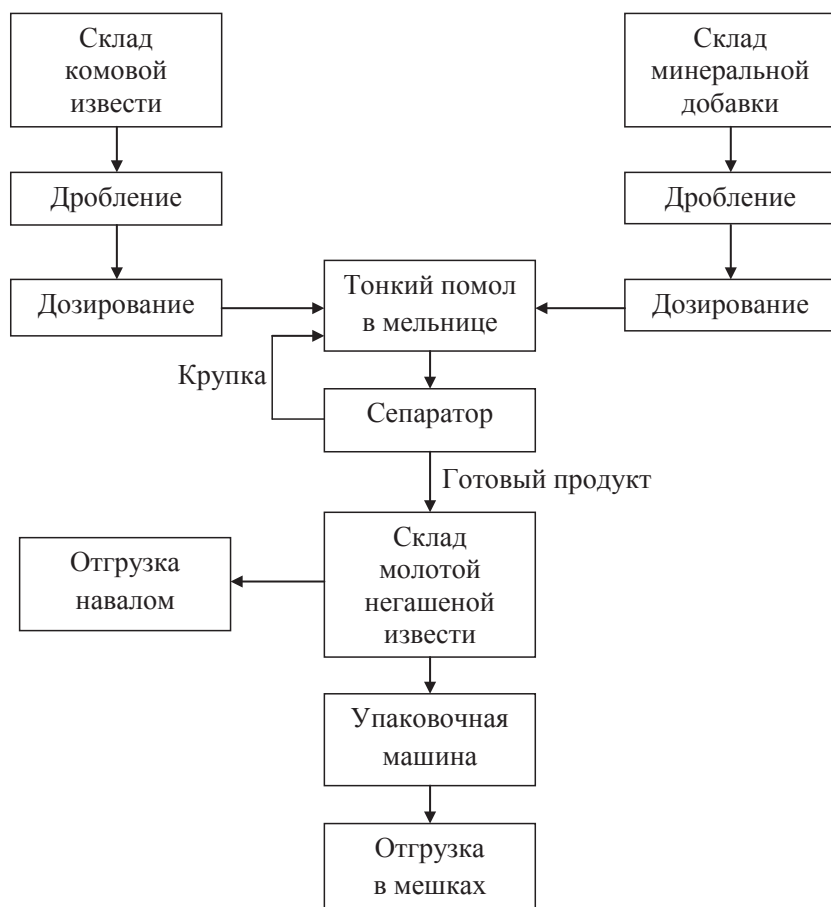 Склад
комовой
извести
Склад
минеральной
добавки
Дробление
Дробление
Дозирование
Тонкий помол
в мельнице
Дозирование
Крупка
Сепаратор
Готовый продукт
Отгрузка
навалом
Склад
молотой
негашеной
извести
Упаковочная
машина
Отгрузка
в мешках